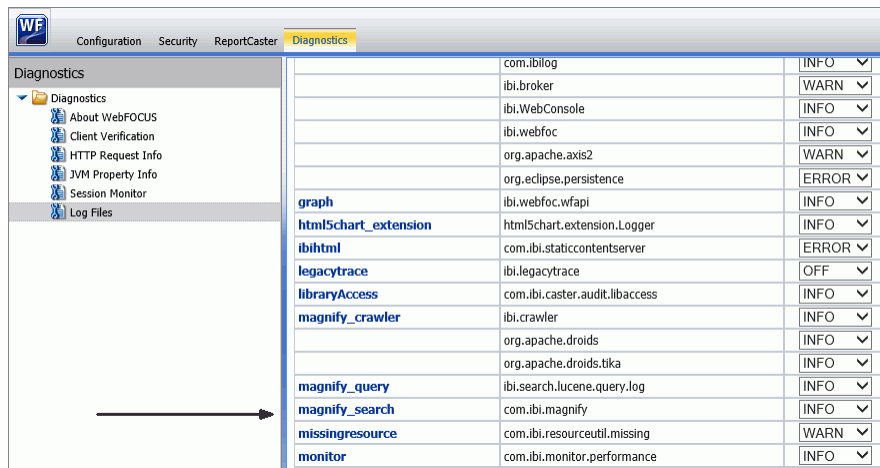 WF
Configuration Security ReportCaster Diagnostics
Diagnostics
Diagnostics
About WebFOCUS
Client Verification
HTTP Request Info
JVM Property Info
Session Monitor
Log Files
com.ibilog INFO
ibi.broker WARN
ibi.WebConsole INFO
ibi.webfoc INFO
org.apache.axis2 WARN
org.eclipse.persistence ERROR
graph ibi.webfoc.wfapi INFO
html5chart_extension html5chart.extension.Logger INFO
ibihtml com.ibi.staticcontentserver ERROR
legacytrace ibi.legacytrace OFF
libraryAccess com.ibi.caster.audit.libaccess INFO
magnify_crawler ibi.crawler INFO
org.apache.droids INFO
org.apache.droids.tika INFO
magnify_query ibi.search.lucene.query.log INFO
magnify_search com.ibi.magnify INFO
missingresource com.ibi.resourceutil.missing WARN
monitor com.ibi.monitor.performance INFO